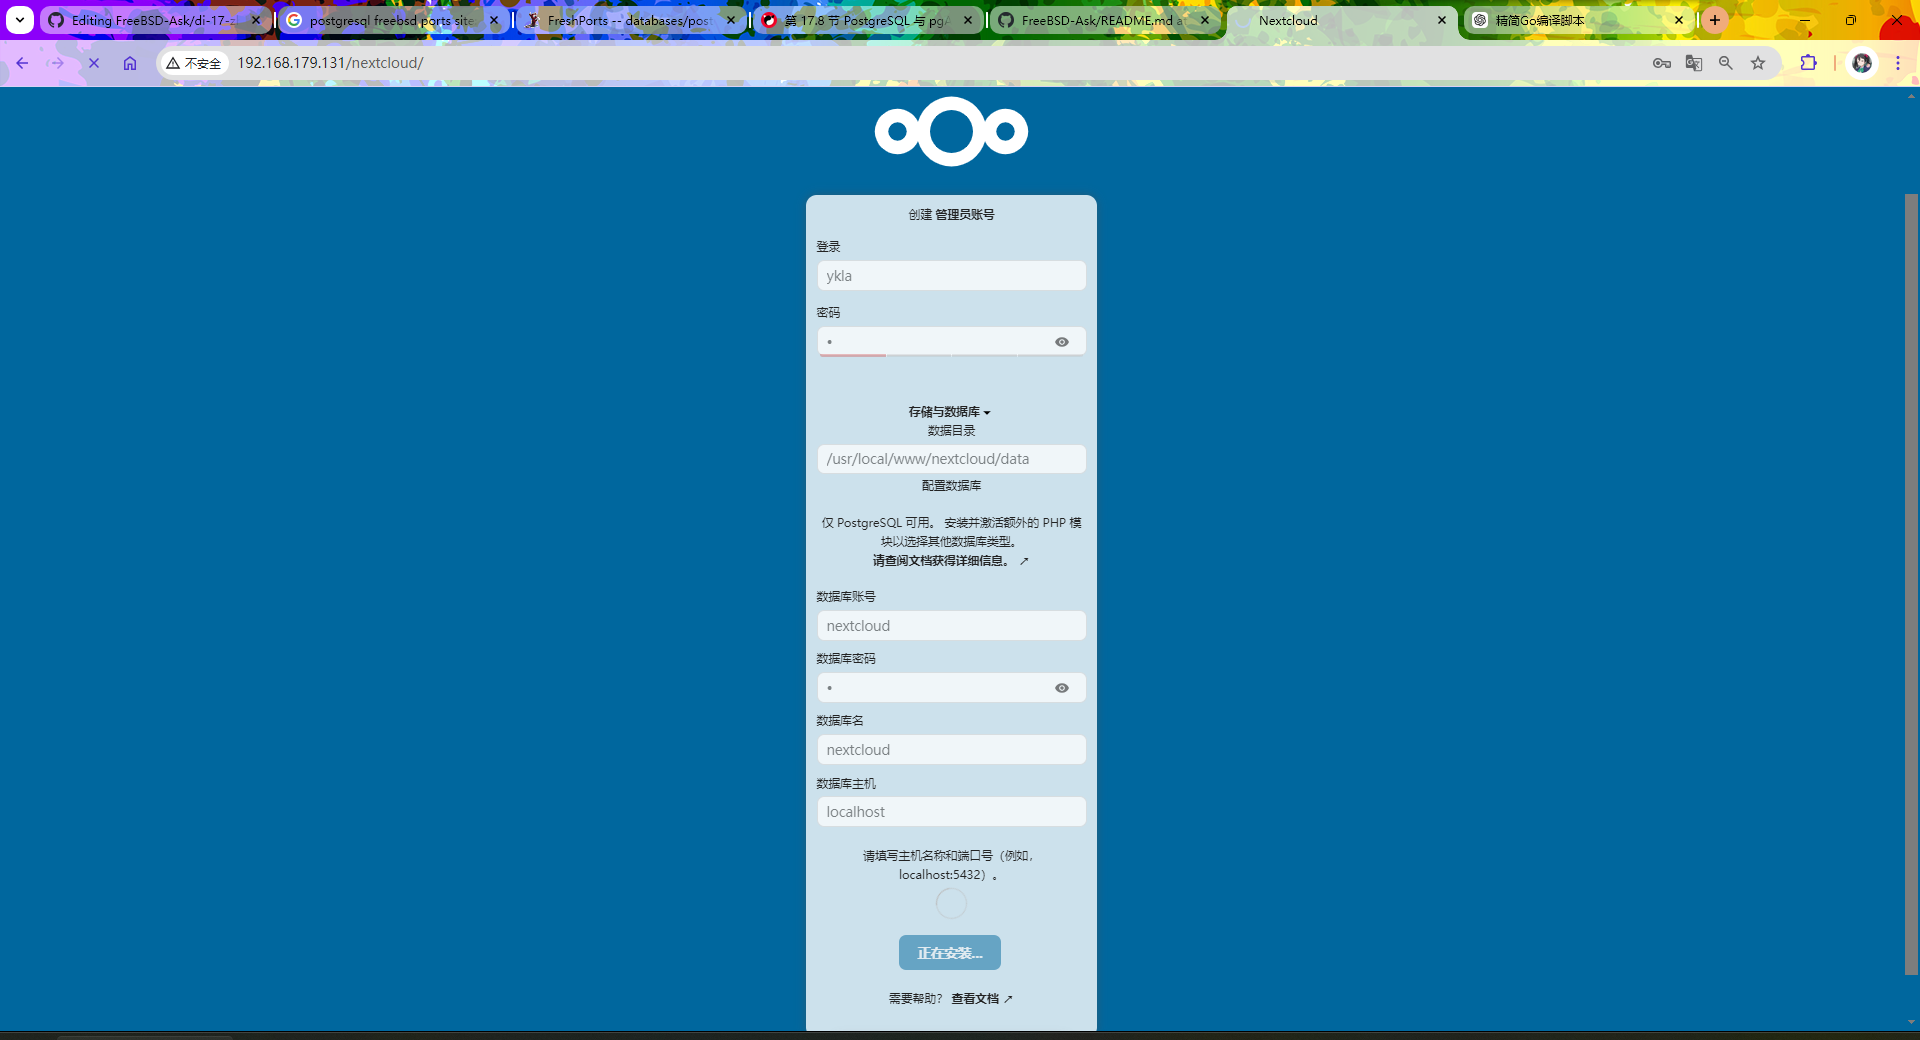 Editing FreeBSD-Ask/di-17-zh
postgresql freebsd ports site:
FreshPorts -- databases/post
第 17.8 节 PostgreSQL 与 pgA
FreeBSD-Ask/README.md a
Nextcloud
精简Go编译脚本
不安全
192.168.179.131/nextcloud/
创建 管理员账号
登录
ykla
密码
•
存储与数据库
数据目录
/usr/local/www/nextcloud/data
配置数据库
仅 PostgreSQL 可用。 安装并激活额外的 PHP 模
块以选择其他数据库类型。
请查阅文档获得详细信息。 ↗
数据库账号
nextcloud
数据库密码
•
数据库名
nextcloud
数据库主机
localhost
请填写主机名称和端口号（例如，
localhost:5432）。
正在安装...
需要帮助？ 查看文档 ↗